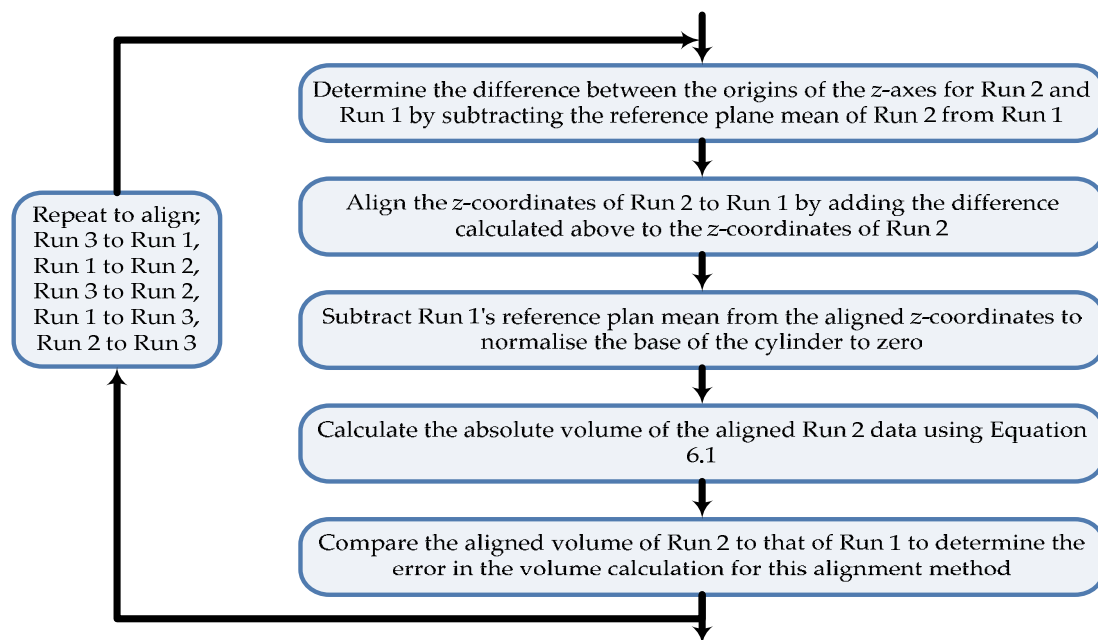 Determine the difference between the origins of the z-axes for Run 2 and
Run 1 by subtracting the reference plane mean of Run 2 from Run 1
Align the z-coordinates of Run 2 to Run 1 by adding the difference
calculated above to the z-coordinates of Run 2
Subtract Run 1's reference plan mean from the aligned z-coordinates to
normalise the base of the cylinder to zero
Calculate the absolute volume of the aligned Run 2 data using Equation
6.1
Compare the aligned volume of Run 2 to that of Run 1 to determine the
error in the volume calculation for this alignment method
Repeat to align;
Run 3 to Run 1,
Run 1 to Run 2,
Run 3 to Run 2,
Run 1 to Run 3,
Run 2 to Run 3